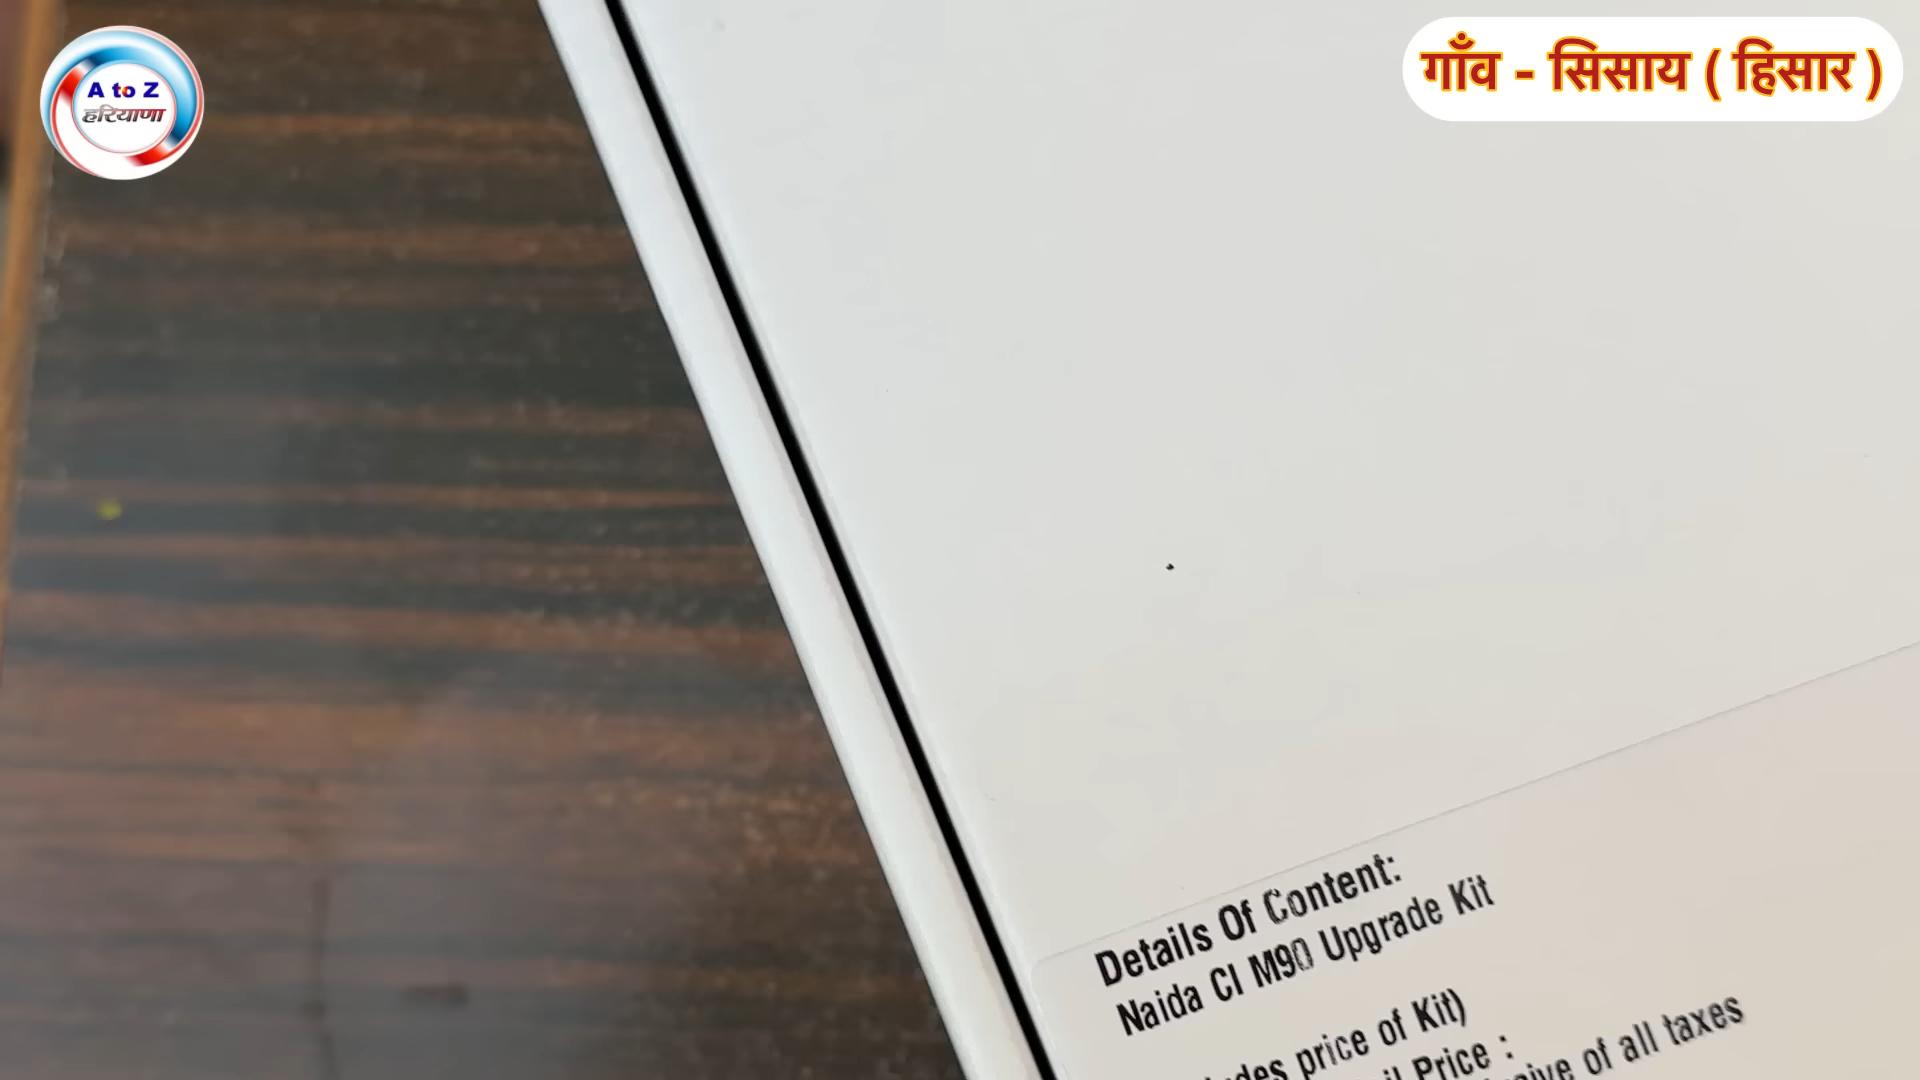 A to Z
हरियाणा
गाँव - सिसाय ( हिसार )
Details Of Content:
Naida CI M90 Upgrade Kit
price of Kit)
Price :
of all taxes